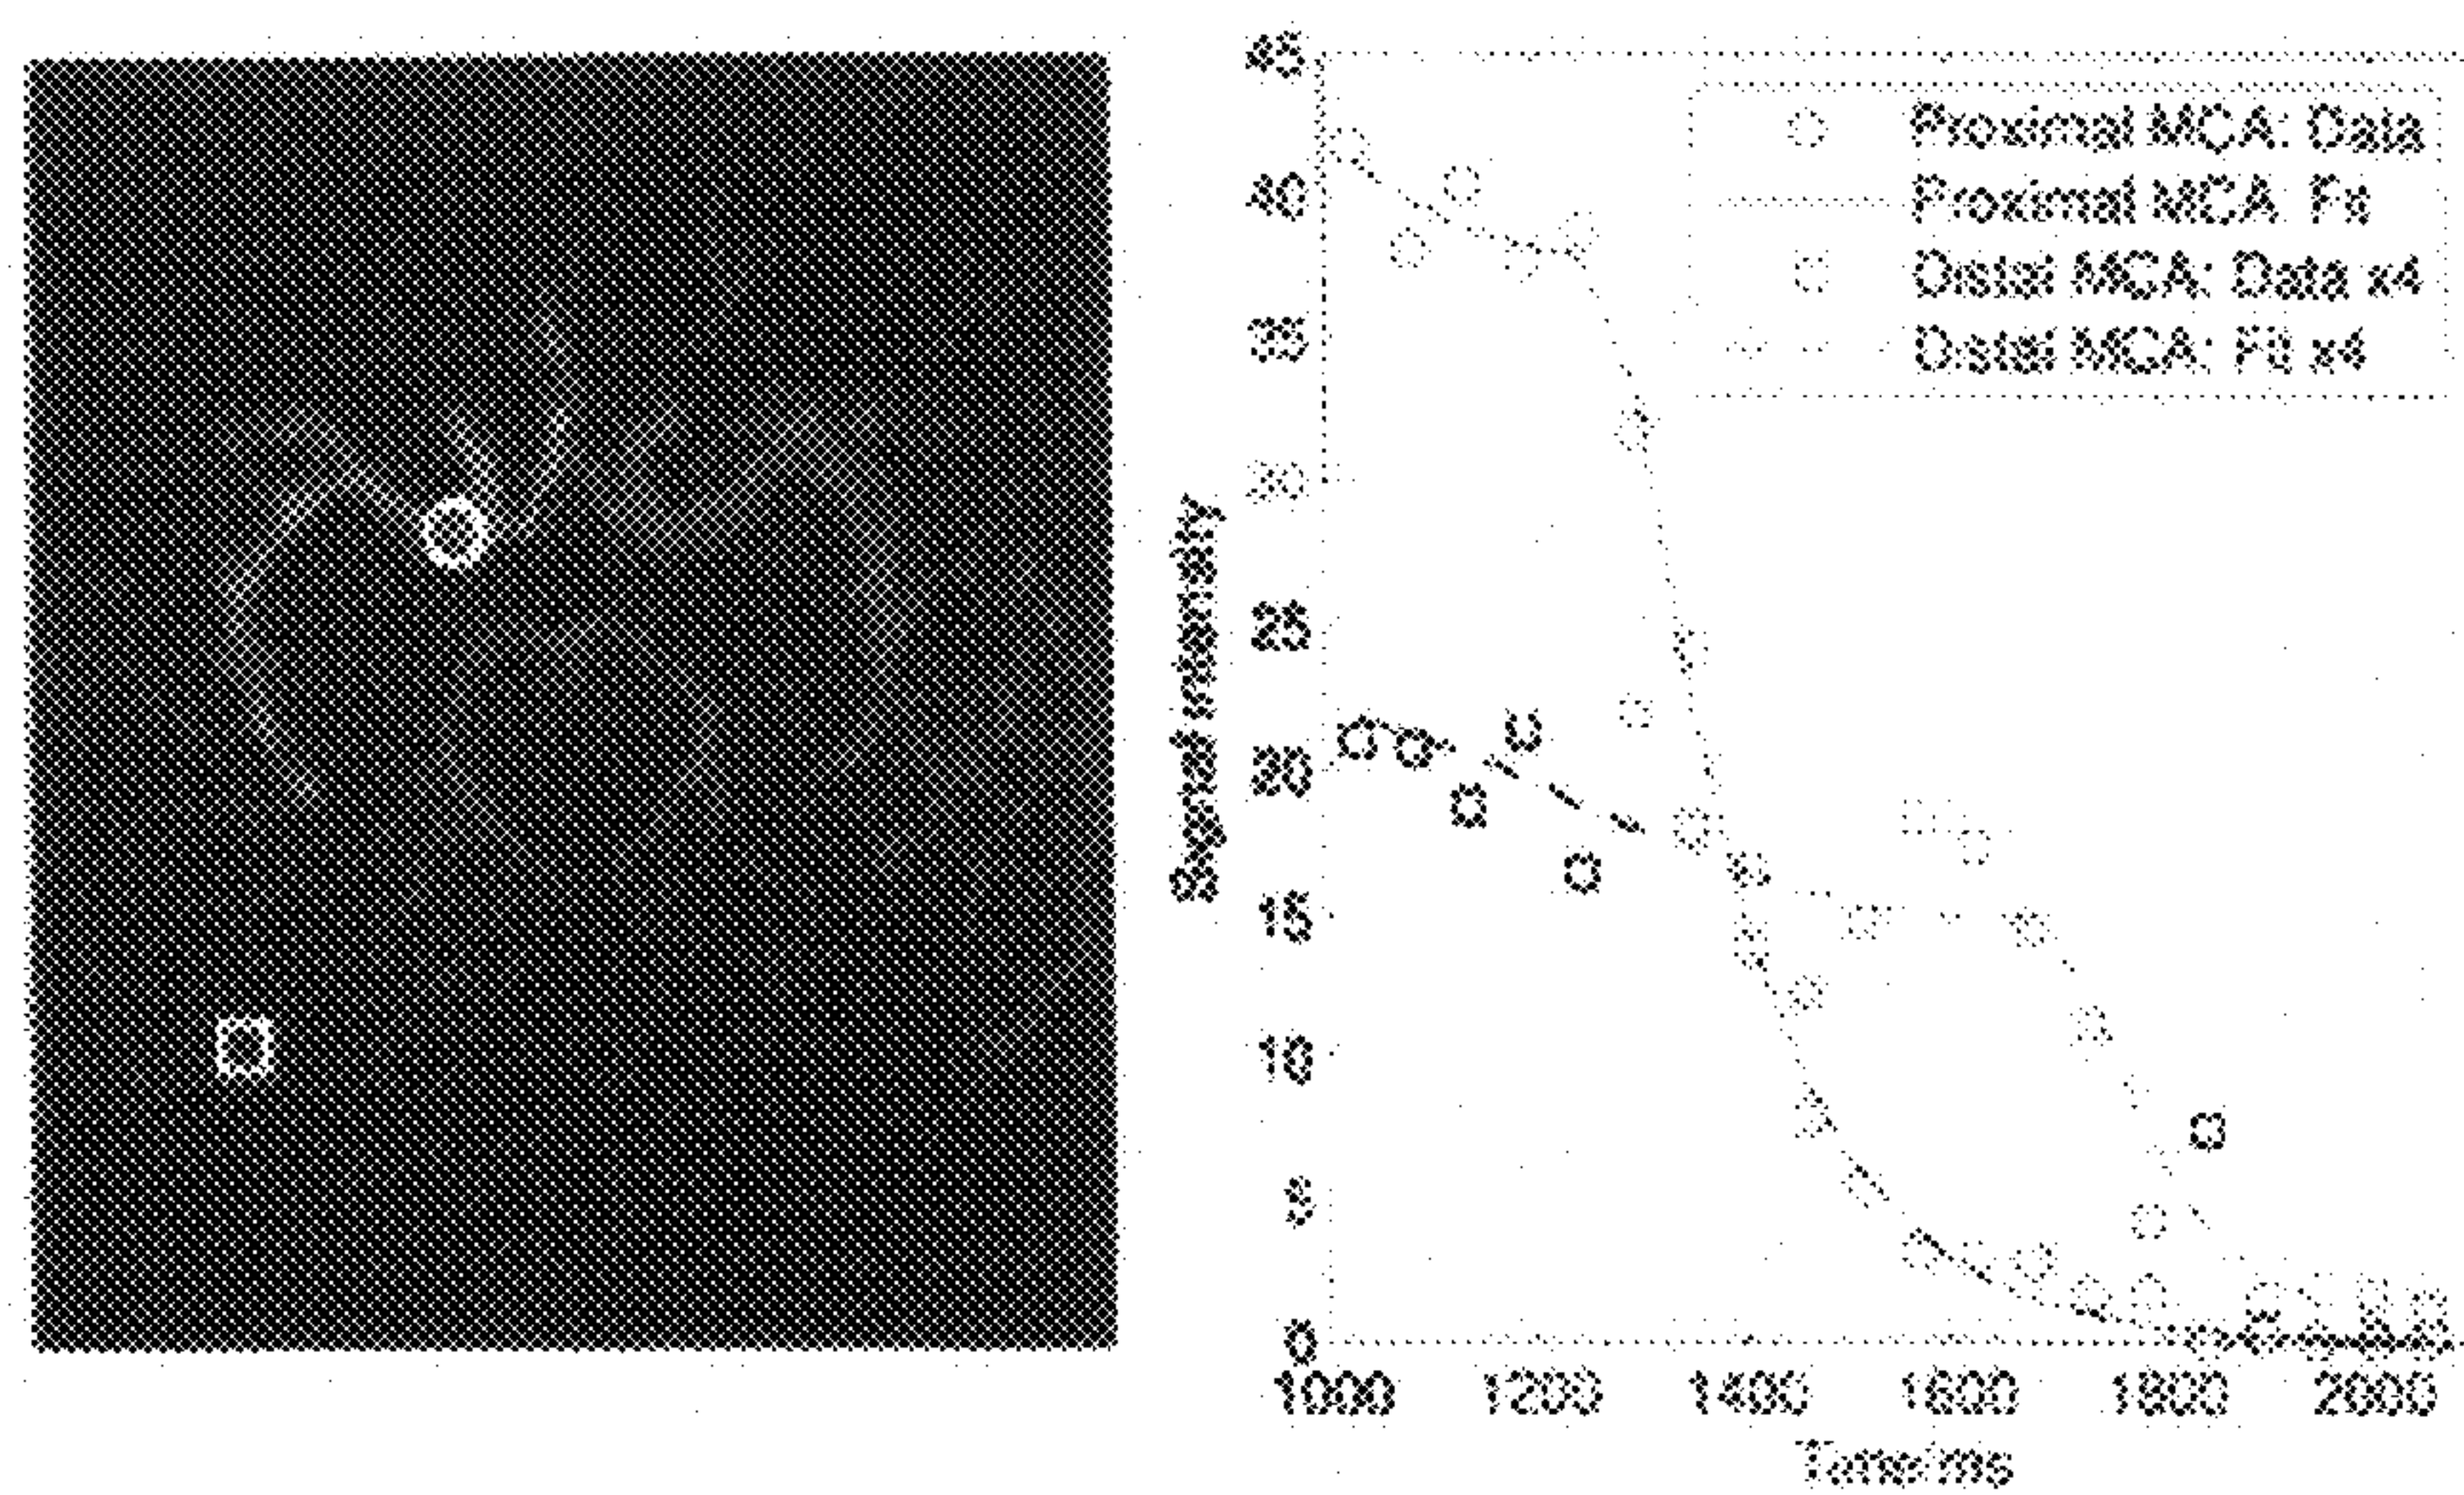 45
40
35
30
25
20
15
10
5
0
Signal intensity
Proximal MCA: Data
Proximal MCA: Fit
Distal MCA: Data x4
Distal MCA: Fit x4
1000 1200 1400 1600 1800 2000
Time ms